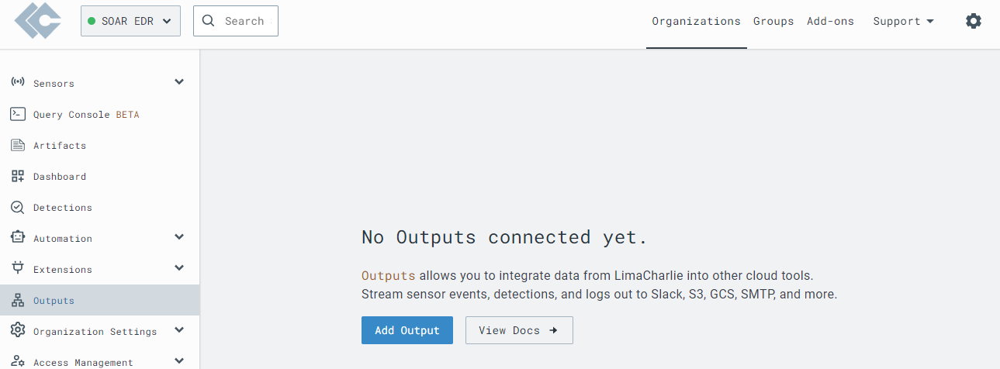 SOAR EDR
Search
Organizations
Groups
Add-ons
Support
Sensors
Query Console BETA
Artifacts
Dashboard
Detections
Automation
Extensions
Outputs
Organization Settings
Access Management
No Outputs connected yet.
Outputs allows you to integrate data from LimaCharlie into other cloud tools.
Stream sensor events, detections, and logs out to Slack, S3, GCS, SMTP, and more.
Add Output
View Docs